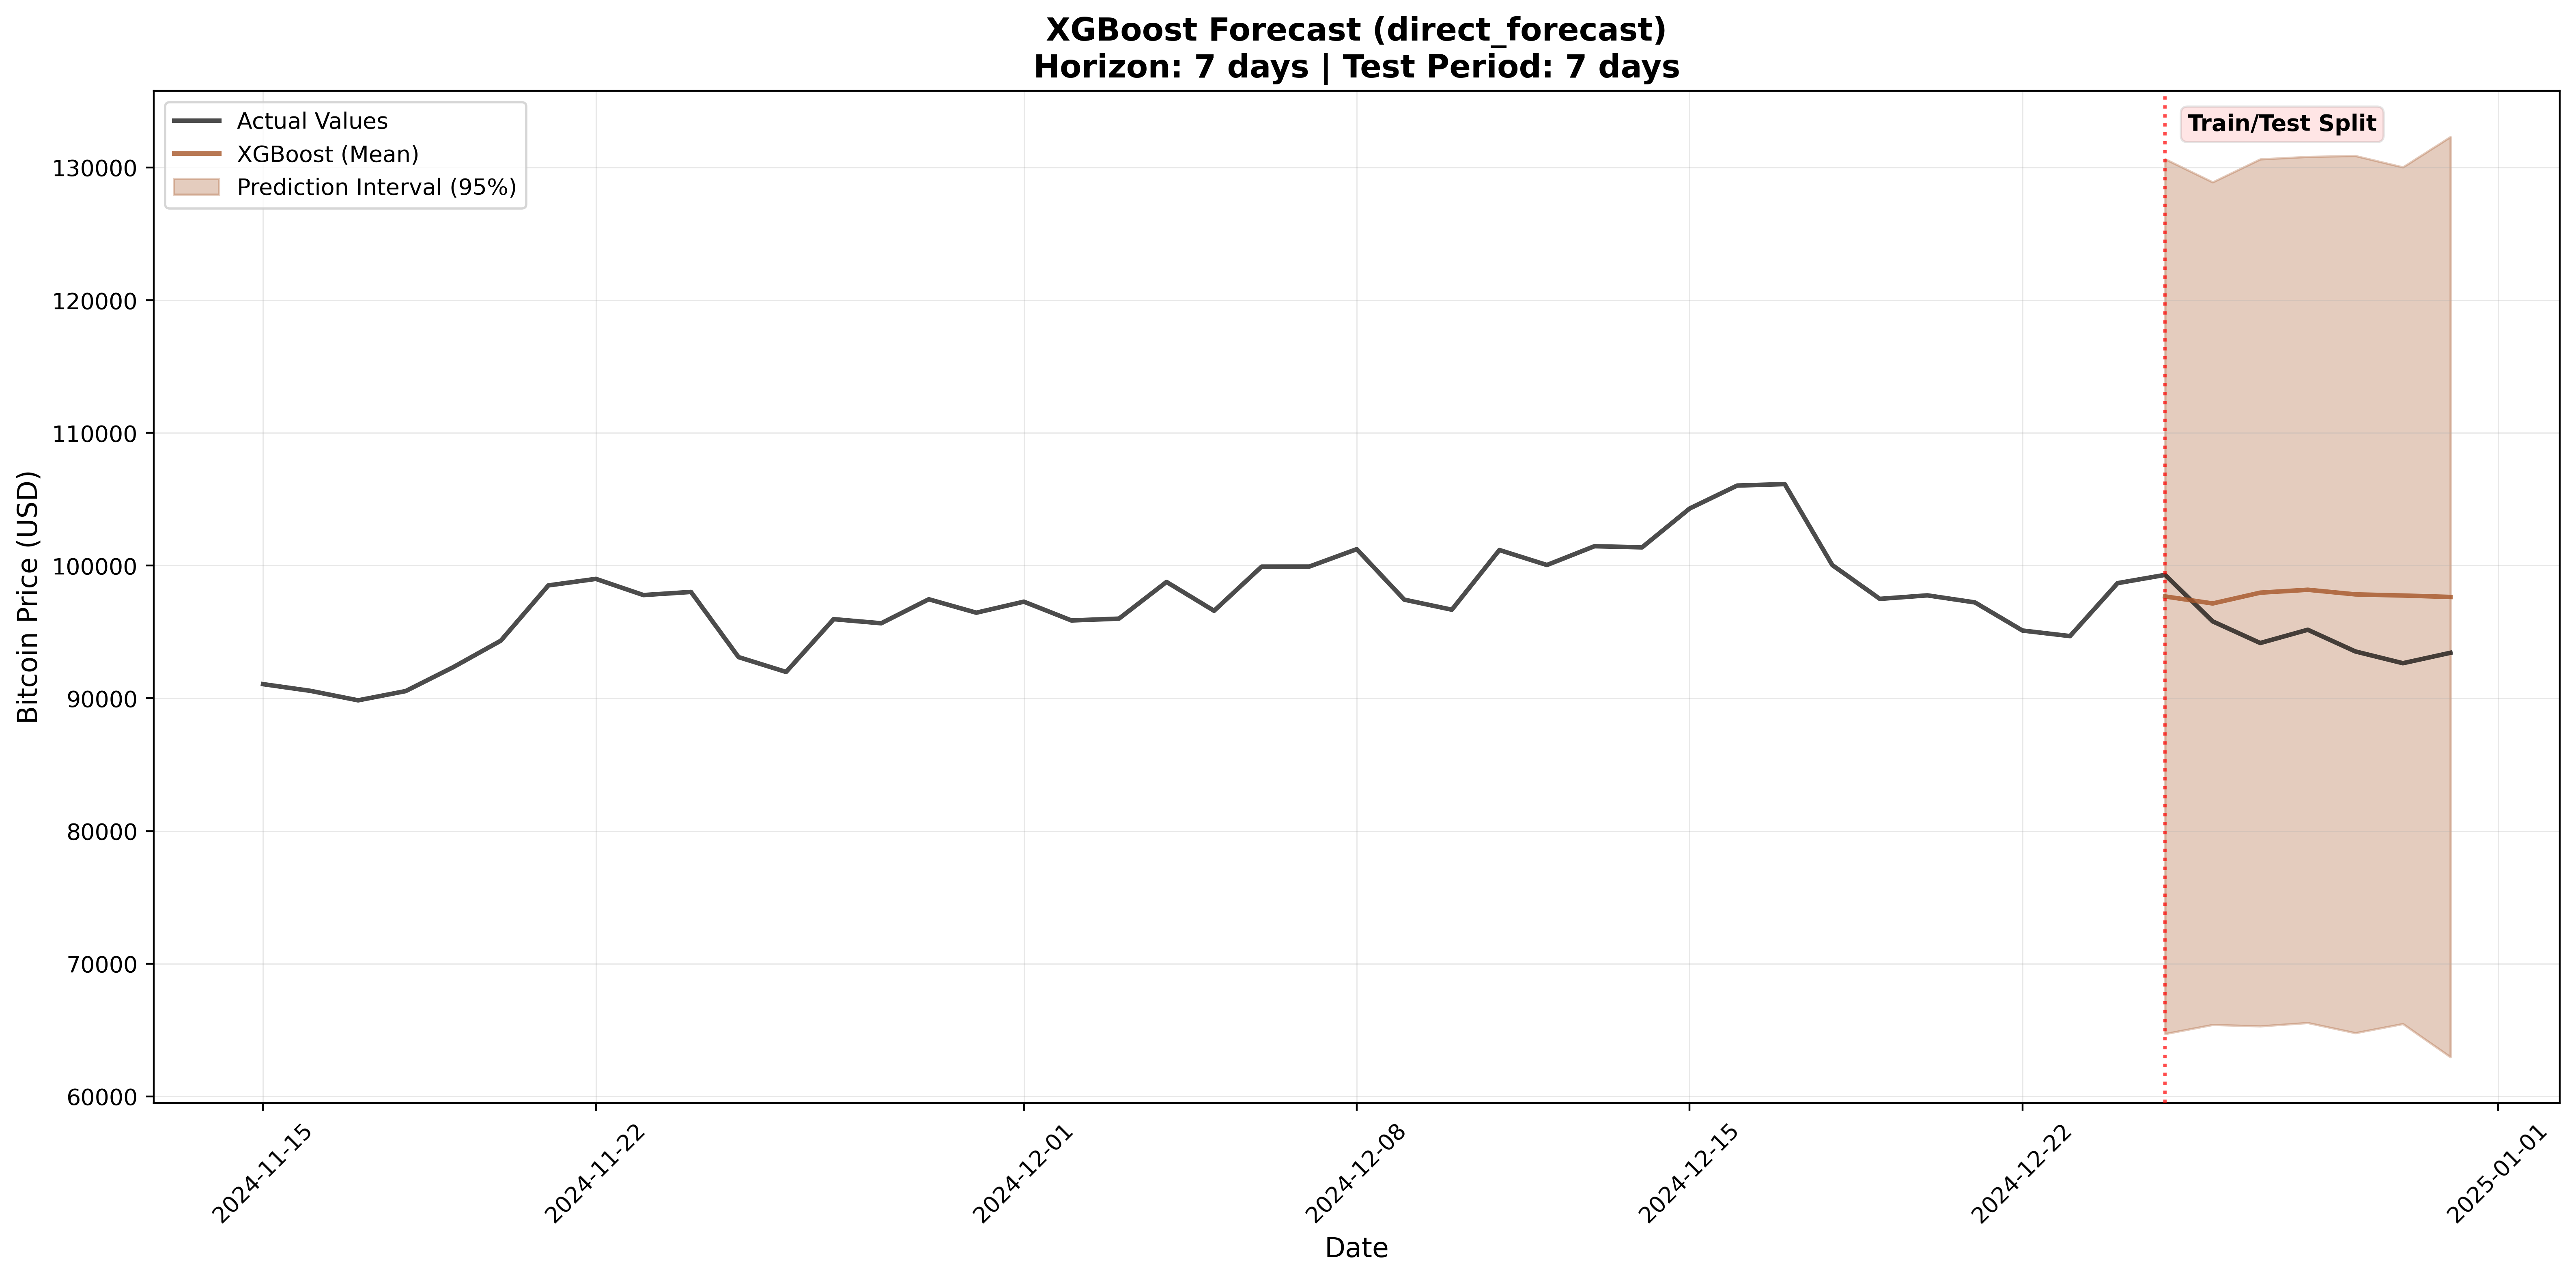 XGBoost Forecast (direct_forecast)
Horizon: 7 days | Test Period: 7 days
Actual Values
XGBoost (Mean)
Prediction Interval (95%)
Train/Test Split
Bitcoin Price (USD)
130000
120000
110000
100000
90000
80000
70000
60000
2024-11-15
2024-11-22
2024-12-01
2024-12-08
2024-12-15
2024-12-22
2025-01-01
Date